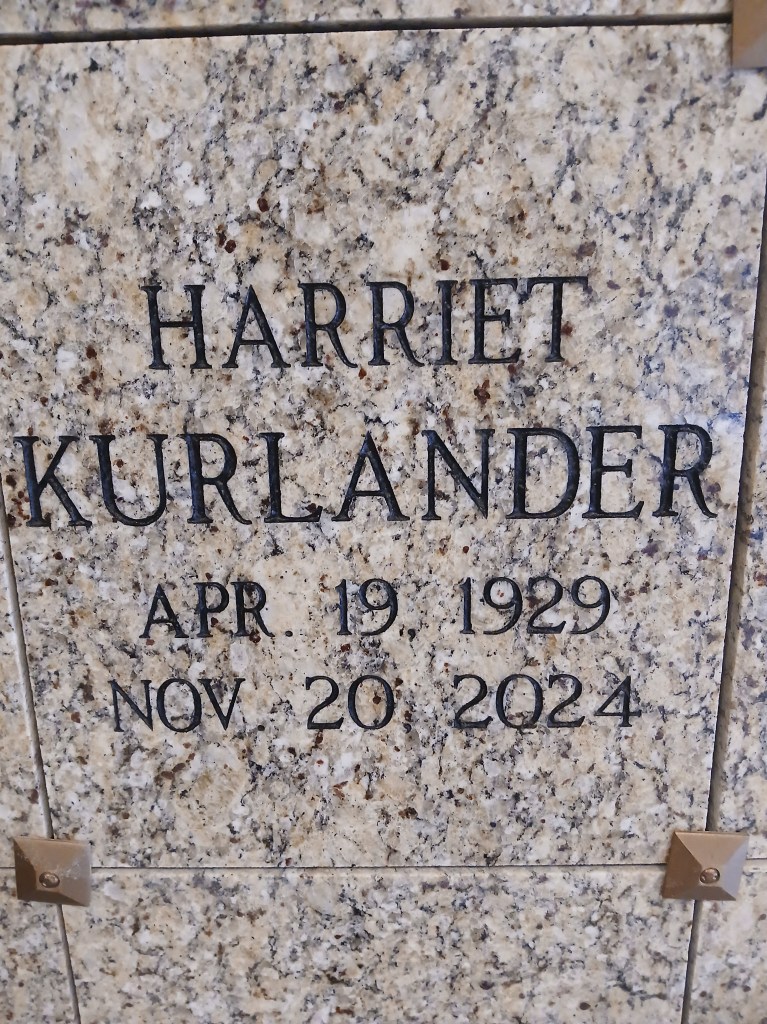 HARRIET
KURLANDER
APR 19 1929
NOV 20 2024